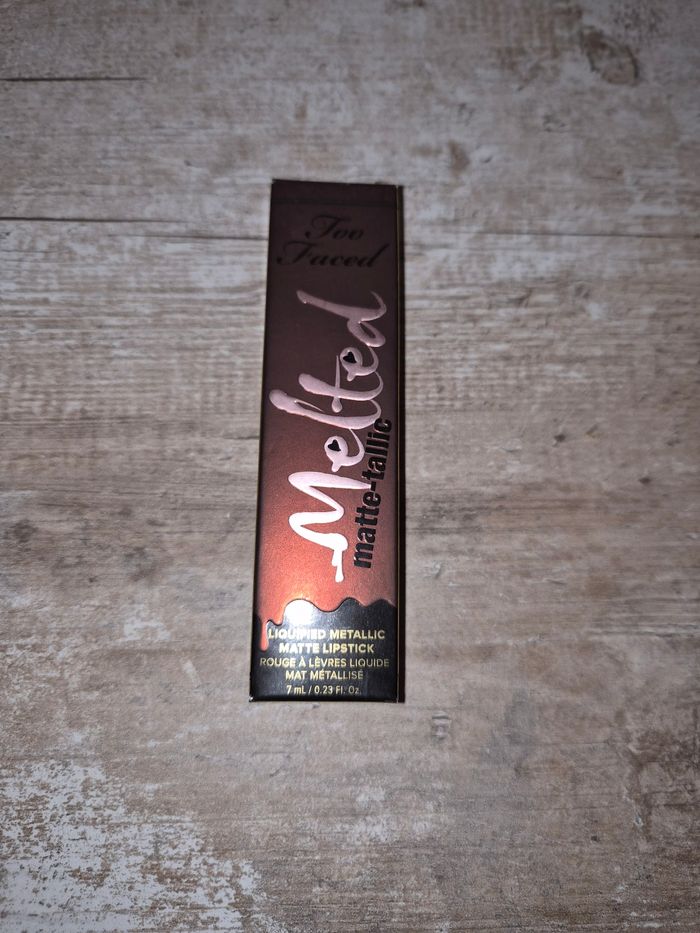 Too
Faced
Melted
matte-tallic
LIQUIFIED METALLIC
MATTE LIPSTICK
ROUGE À LÈVRES LIQUIDE
MAT MÉTALLISÉ
7 mL / 0.23 Fl. Oz.